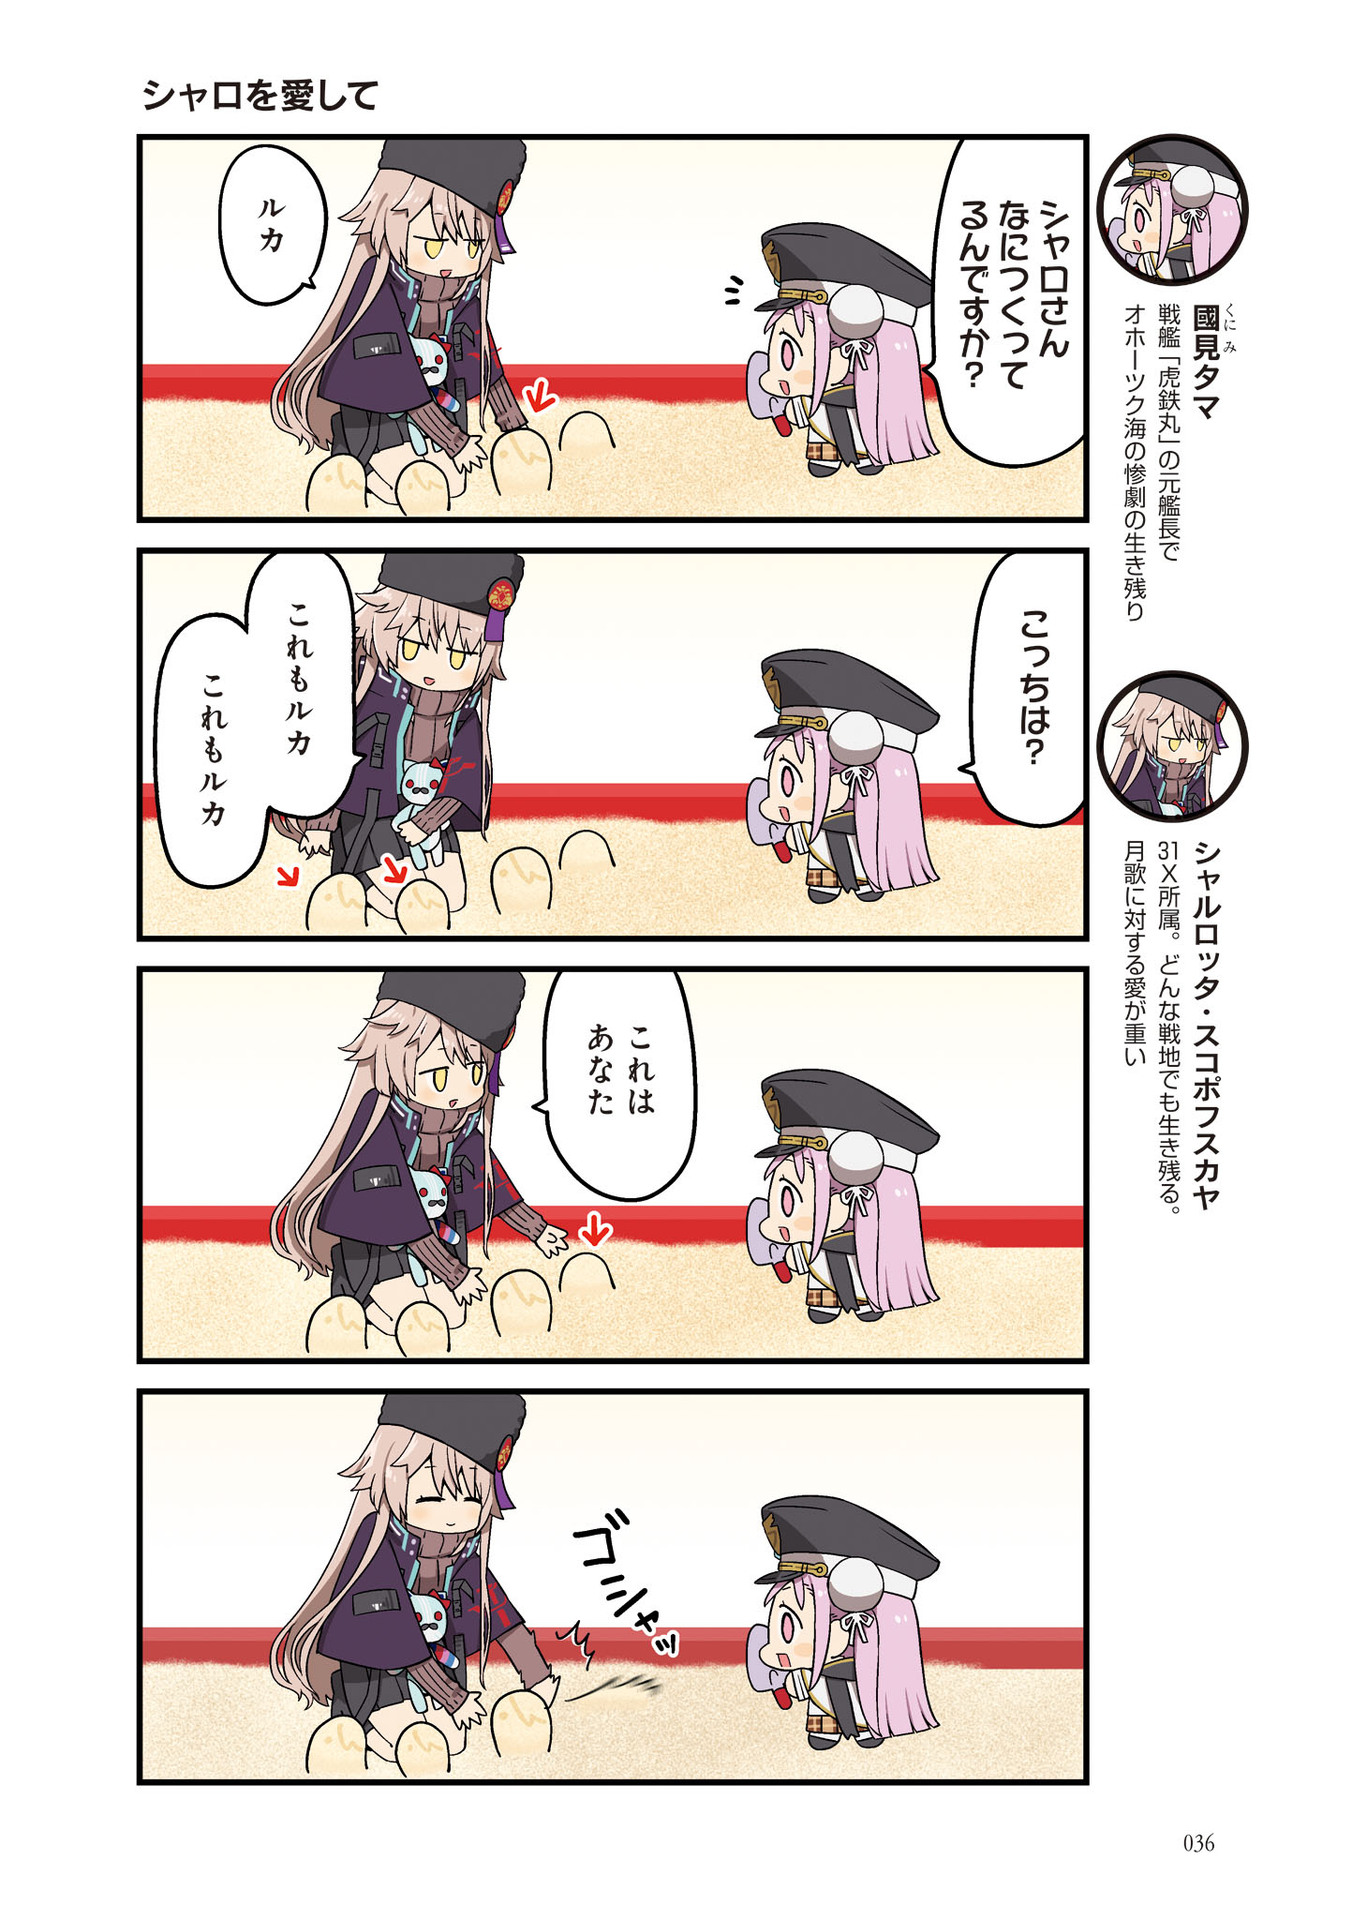 シャロを愛して
シャロさん
なにつくって
るんですか？
ルカ
こっちは？
これもルカ
これもルカ
これは
あなた
ゴシャッ
くにみ
國見タマ
戦艦「虎鉄丸」の元艦長で
オホーツク海の惨劇の生き残り
シャルロッタ・スコポフスカヤ
31X所属。どんな戦地でも生き残る。
月歌に対する愛が重い
036